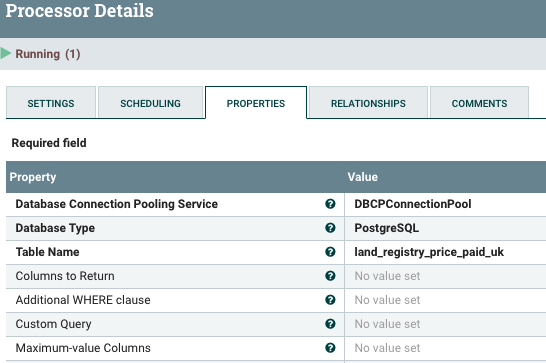 Processor Details
Running (1)
SETTINGS SCHEDULING PROPERTIES RELATIONSHIPS COMMENTS
Required field
Property Value
Database Connection Pooling Service ? DBCPConnectionPool
Database Type ? PostgreSQL
Table Name ? land_registry_price_paid_uk
Columns to Return ? No value set
Additional WHERE clause ? No value set
Custom Query ? No value set
Maximum-value Columns ? No value set